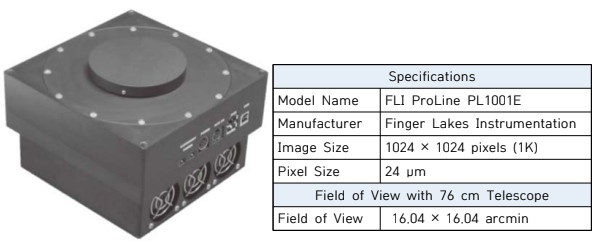 Specifications
Model Name FLI ProLine PL1001E
Manufacturer Finger Lakes Instrumentation
Image Size 1024 × 1024 pixels (1K)
Pixel Size 24 μm
Field of View with 76 cm Telescope
Field of View 16.04 × 16.04 arcmin